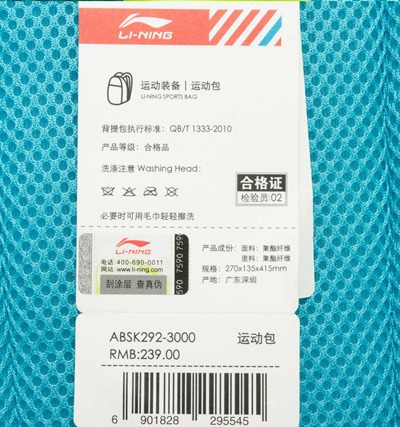 LI-NING
运动装备 | 运动包
LI-NING SPORTS BAG
背提包执行标准: QB/T 1333-2010
产品等级: 合格品
洗涤注意 Washing Head:
合格证
检验员:02
必要时可用毛巾轻轻擦洗
LI-NING
电话 400-690-0011
网站 www.li-ning.com
刮涂层 查真伪
7590 7590 759
产品成份: 面料: 聚酯纤维
里料: 聚酯纤维
规格: 270x135x415mm
产地: 广东深圳
ABSK292-3000 运动包
RMB:239.00
6 901828 295545